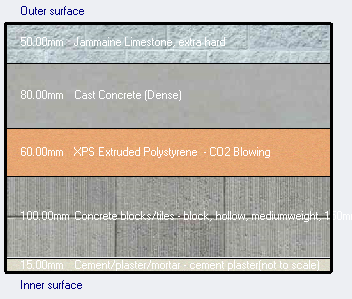 Outer surface
50.00mm Jammaine Limestone, extra hard
80.00mm Cast Concrete (Dense)
60.00mm XPS Extruded Polystyrene - CO2 Blowing
100.00mm Concrete blocks/tiles - block, hollow, mediumweight,
15.00mm Cement/plaster/mortar - cement plaster(not to scale)
Inner surface